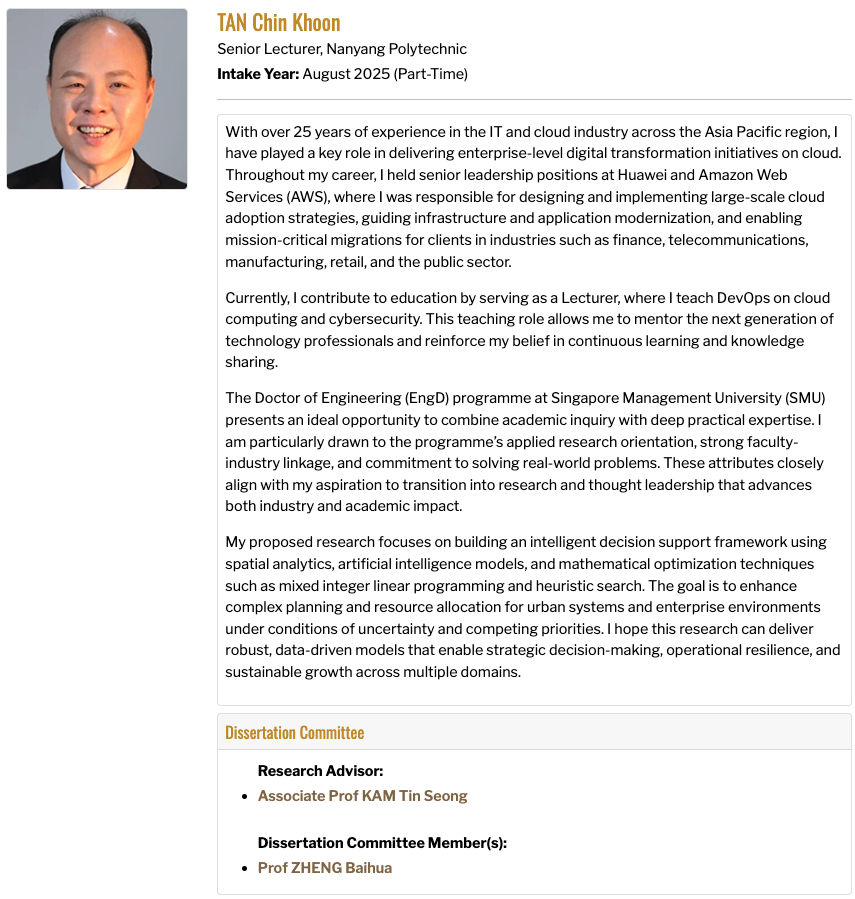 TAN Chin Khoon
Senior Lecturer, Nanyang Polytechnic
Intake Year: August 2025 (Part-Time)
With over 25 years of experience in the IT and cloud industry across the Asia Pacific region, I
have played a key role in delivering enterprise-level digital transformation initiatives on cloud.
Throughout my career, I held senior leadership positions at Huawei and Amazon Web
Services (AWS), where I was responsible for designing and implementing large-scale cloud
adoption strategies, guiding infrastructure and application modernization, and enabling
mission-critical migrations for clients in industries such as finance, telecommunications,
manufacturing, retail, and the public sector.
Currently, I contribute to education by serving as a Lecturer, where I teach DevOps on cloud
computing and cybersecurity. This teaching role allows me to mentor the next generation of
technology professionals and reinforce my belief in continuous learning and knowledge
sharing.
The Doctor of Engineering (EngD) programme at Singapore Management University (SMU)
presents an ideal opportunity to combine academic inquiry with deep practical expertise. I
am particularly drawn to the programme’s applied research orientation, strong faculty-
industry linkage, and commitment to solving real-world problems. These attributes closely
align with my aspiration to transition into research and thought leadership that advances
both industry and academic impact.
My proposed research focuses on building an intelligent decision support framework using
spatial analytics, artificial intelligence models, and mathematical optimization techniques
such as mixed integer linear programming and heuristic search. The goal is to enhance
complex planning and resource allocation for urban systems and enterprise environments
under conditions of uncertainty and competing priorities. I hope this research can deliver
robust, data-driven models that enable strategic decision-making, operational resilience, and
sustainable growth across multiple domains.
Dissertation Committee
Research Advisor:
• Associate Prof KAM Tin Seong
Dissertation Committee Member(s):
• Prof ZHENG Baihua